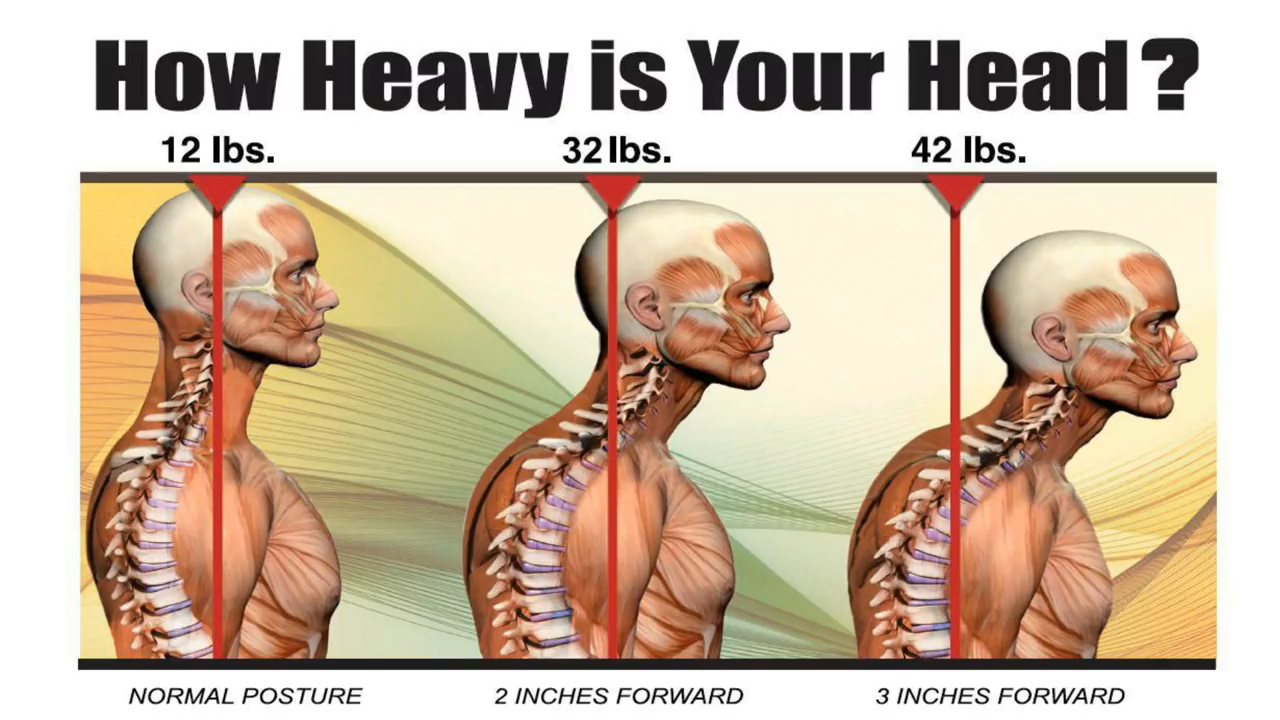 How Heavy is Your Head?
12 lbs. 32 lbs. 42 lbs.
NORMAL POSTURE 2 INCHES FORWARD 3 INCHES FORWARD